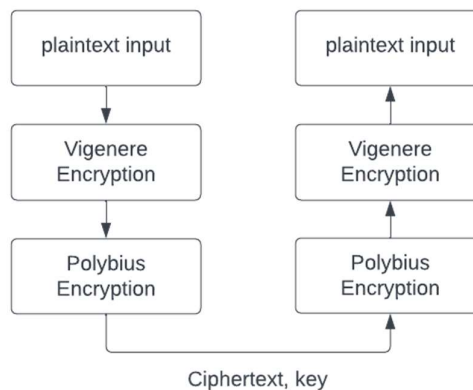 plaintext input
Vigenere
Encryption
Polybius
Encryption
plaintext input
Vigenere
Encryption
Polybius
Encryption
Ciphertext, key